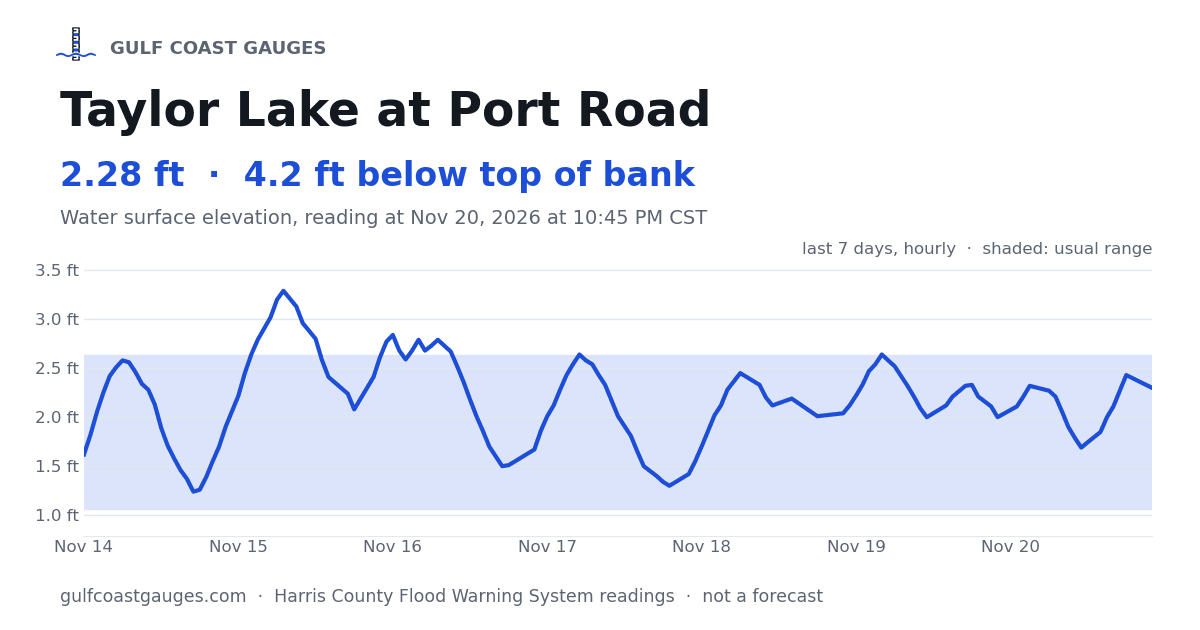 GULF COAST GAUGES
Taylor Lake at Port Road
2.28 ft · 4.2 ft below top of bank
Water surface elevation, reading at Nov 20, 2026 at 10:45 PM CST
last 7 days, hourly · shaded: usual range
3.5 ft
3.0 ft
2.5 ft
2.0 ft
1.5 ft
1.0 ft
Nov 14 Nov 15 Nov 16 Nov 17 Nov 18 Nov 19 Nov 20
gulfcoastgauges.com · Harris County Flood Warning System readings · not a forecast